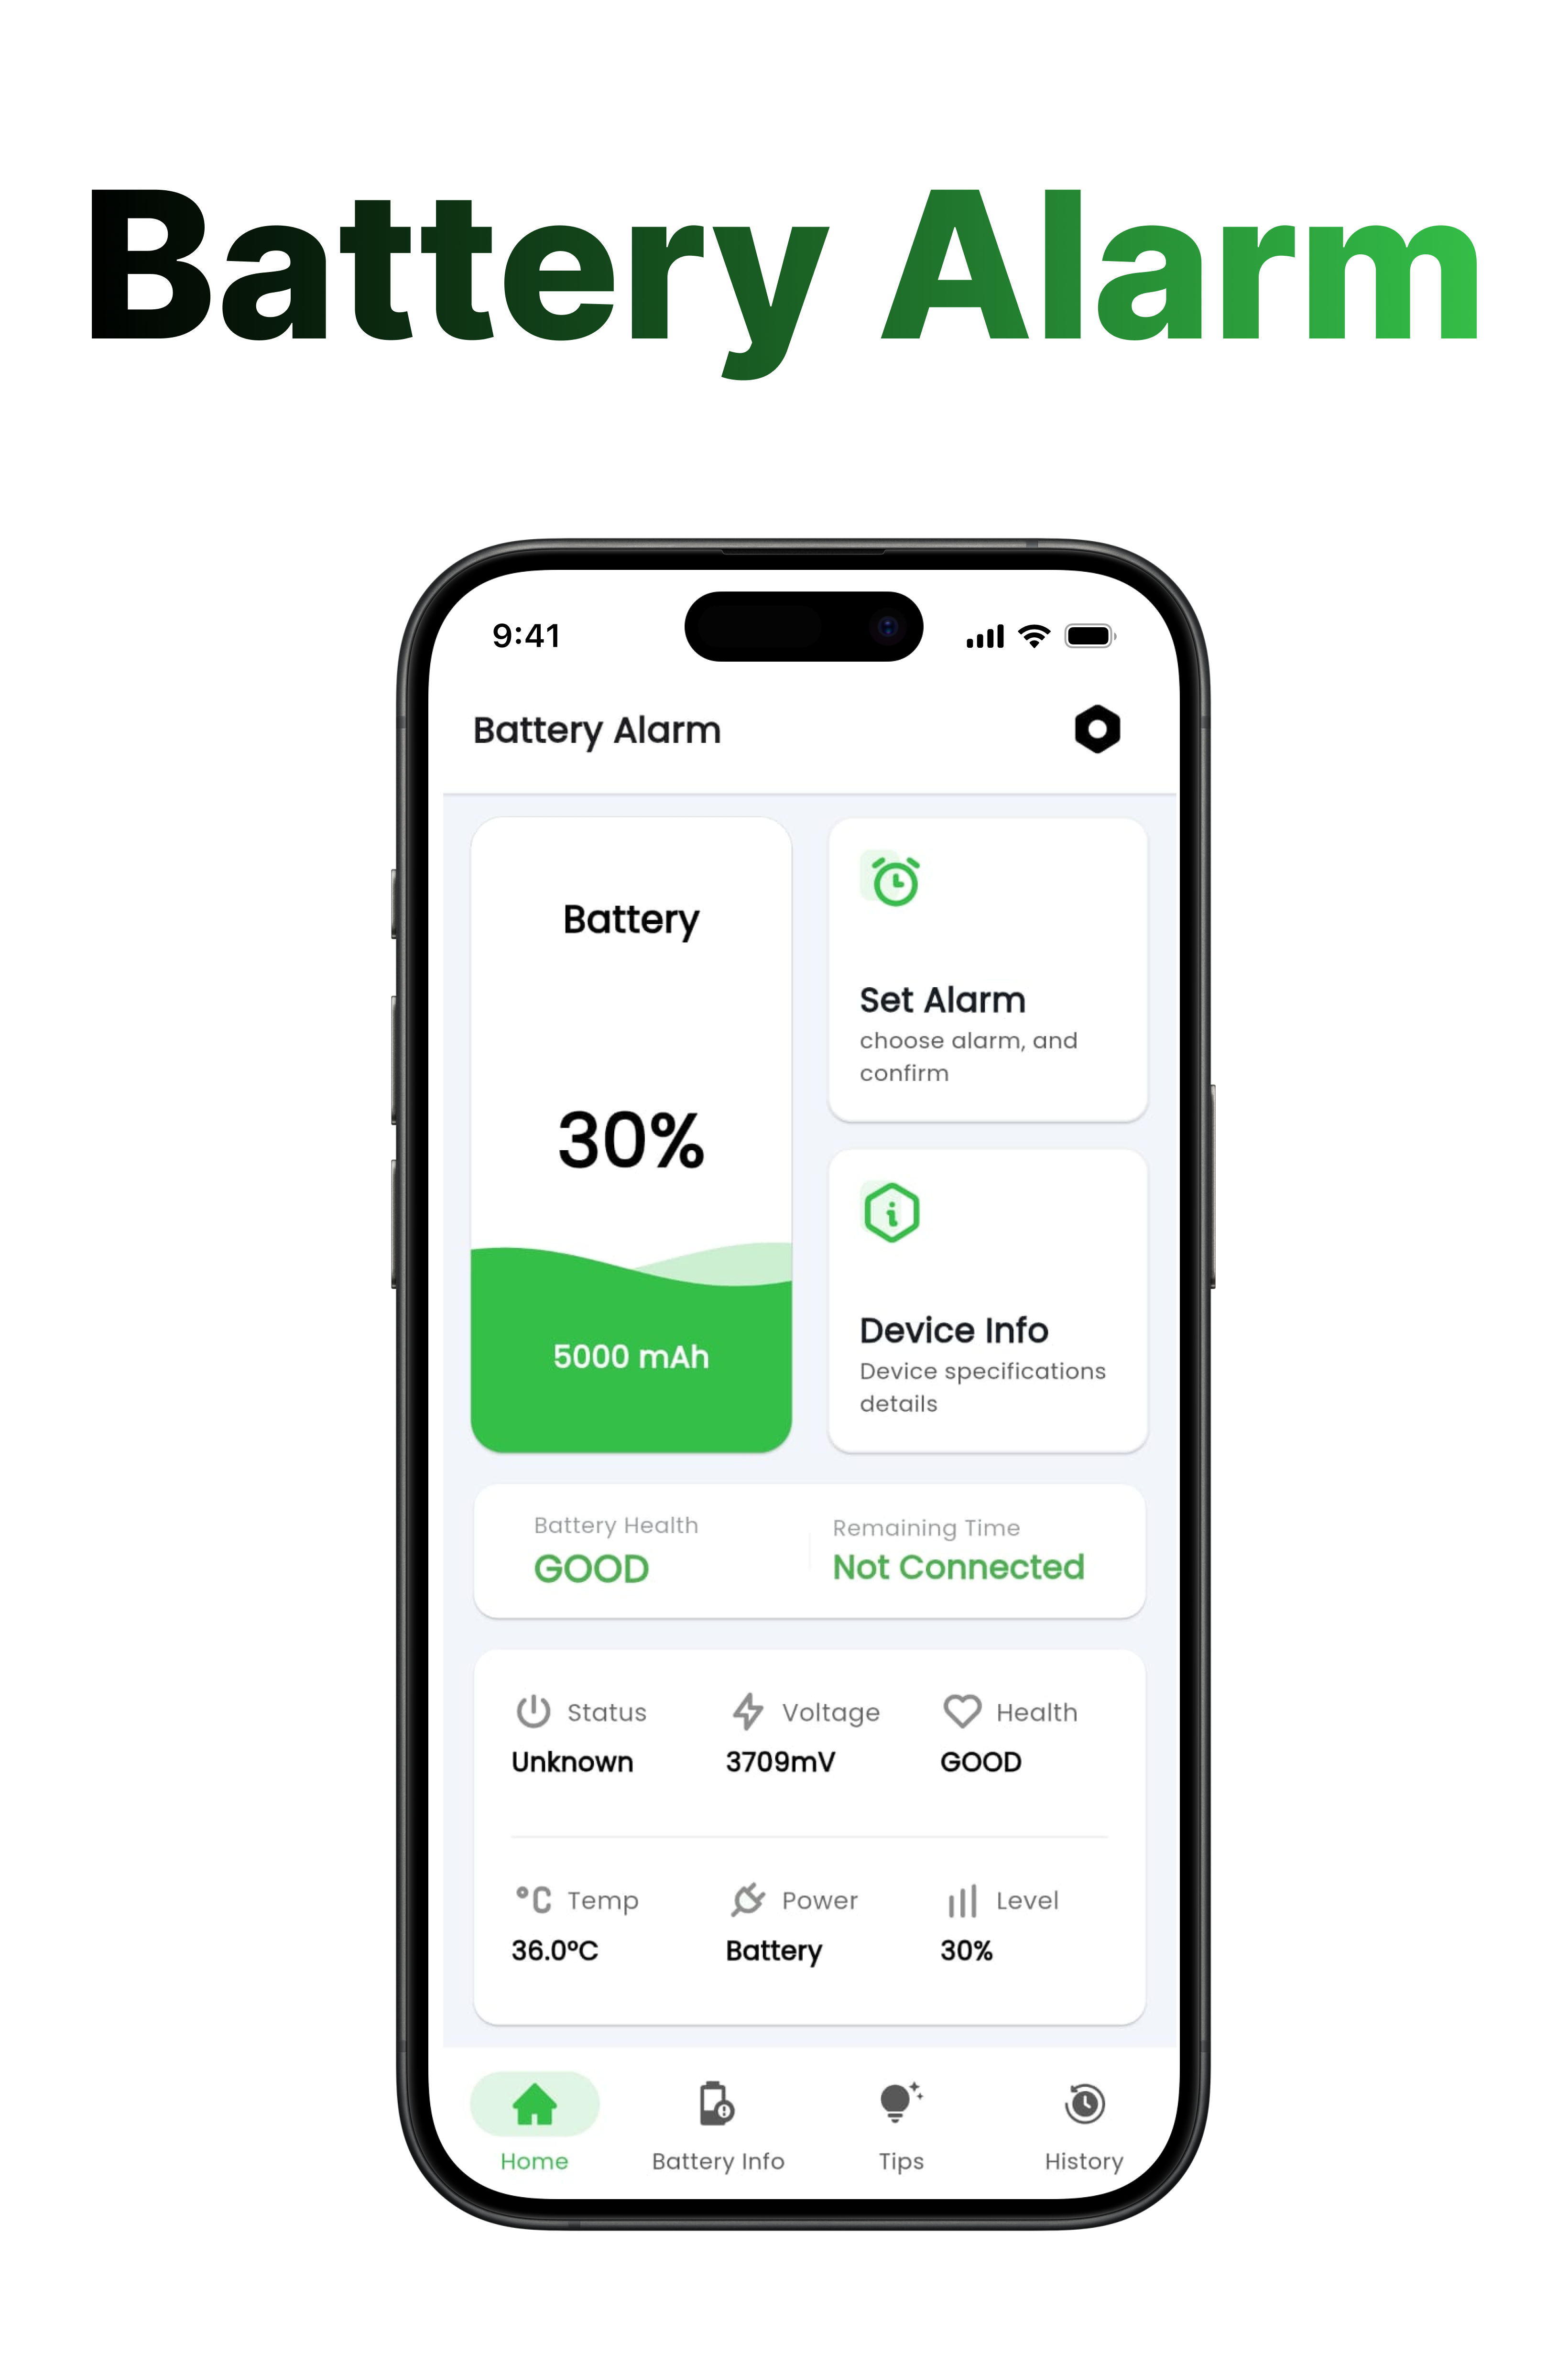 Battery Alarm
9:41
Battery Alarm
Battery
30%
5000 mAh
Set Alarm
choose alarm, and
confirm
Device Info
Device specifications
details
Battery Health
GOOD
Remaining Time
Not Connected
Status
Unknown
Voltage
3709mV
Health
GOOD
°C Temp
36.0°C
Power
Battery
Level
30%
Home
Battery Info
Tips
History